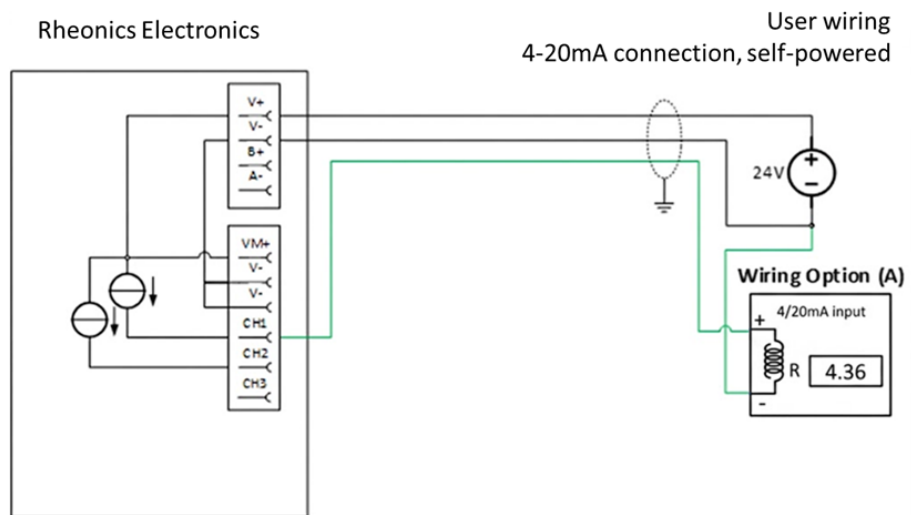 Rheonics Electronics
User wiring
4-20mA connection, self-powered
V+
V-
B+
A-
VM+
V-
V-
CH1
CH2
CH3
24V
+
−
Wiring Option (A)
4/20mA input
+
R
4.36
-